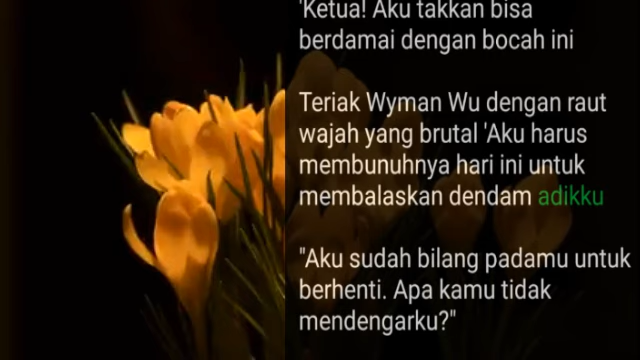 'Ketua! Aku takkan bisa
berdamai dengan bocah ini
Teriak Wyman Wu dengan raut
wajah yang brutal 'Aku harus
membunuhnya hari ini untuk
membalaskan dendam adikku
"Aku sudah bilang padamu untuk
berhenti. Apa kamu tidak
mendengarku?"